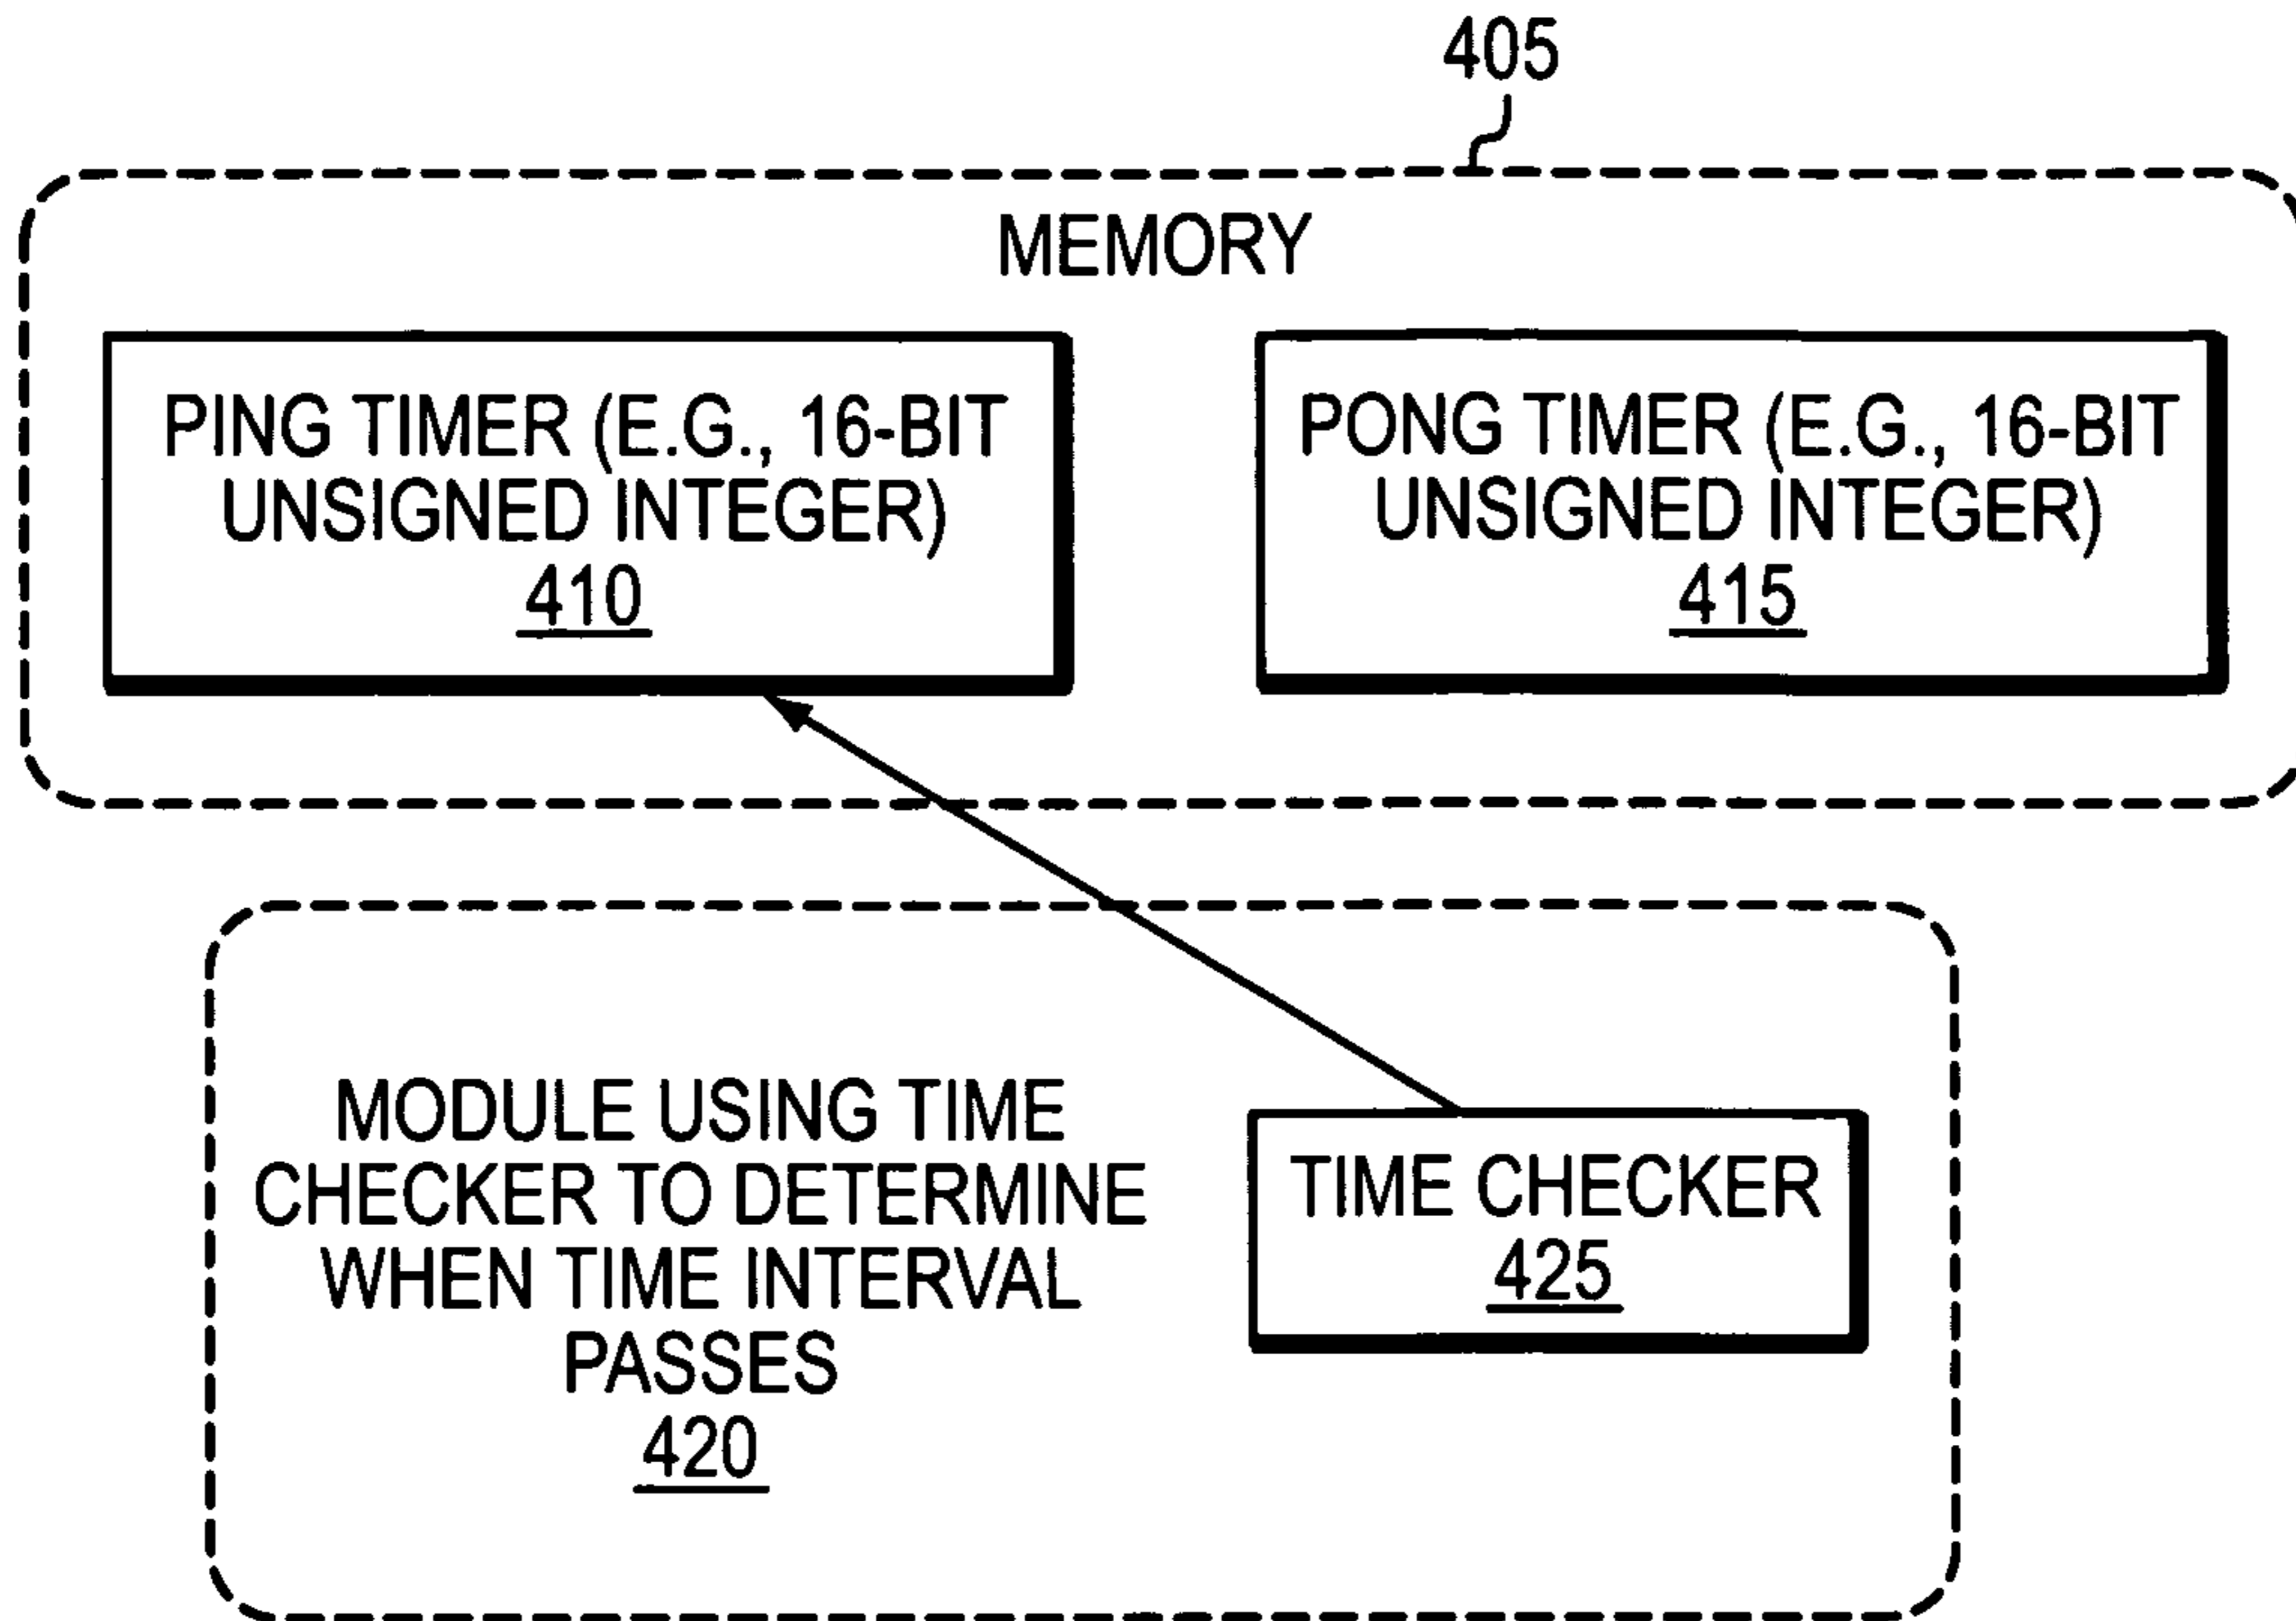 405
MEMORY
PING TIMER (E.G., 16-BIT
UNSIGNED INTEGER)
410
PONG TIMER (E.G., 16-BIT
UNSIGNED INTEGER)
415
MODULE USING TIME
CHECKER TO DETERMINE
WHEN TIME INTERVAL
PASSES
420
TIME CHECKER
425